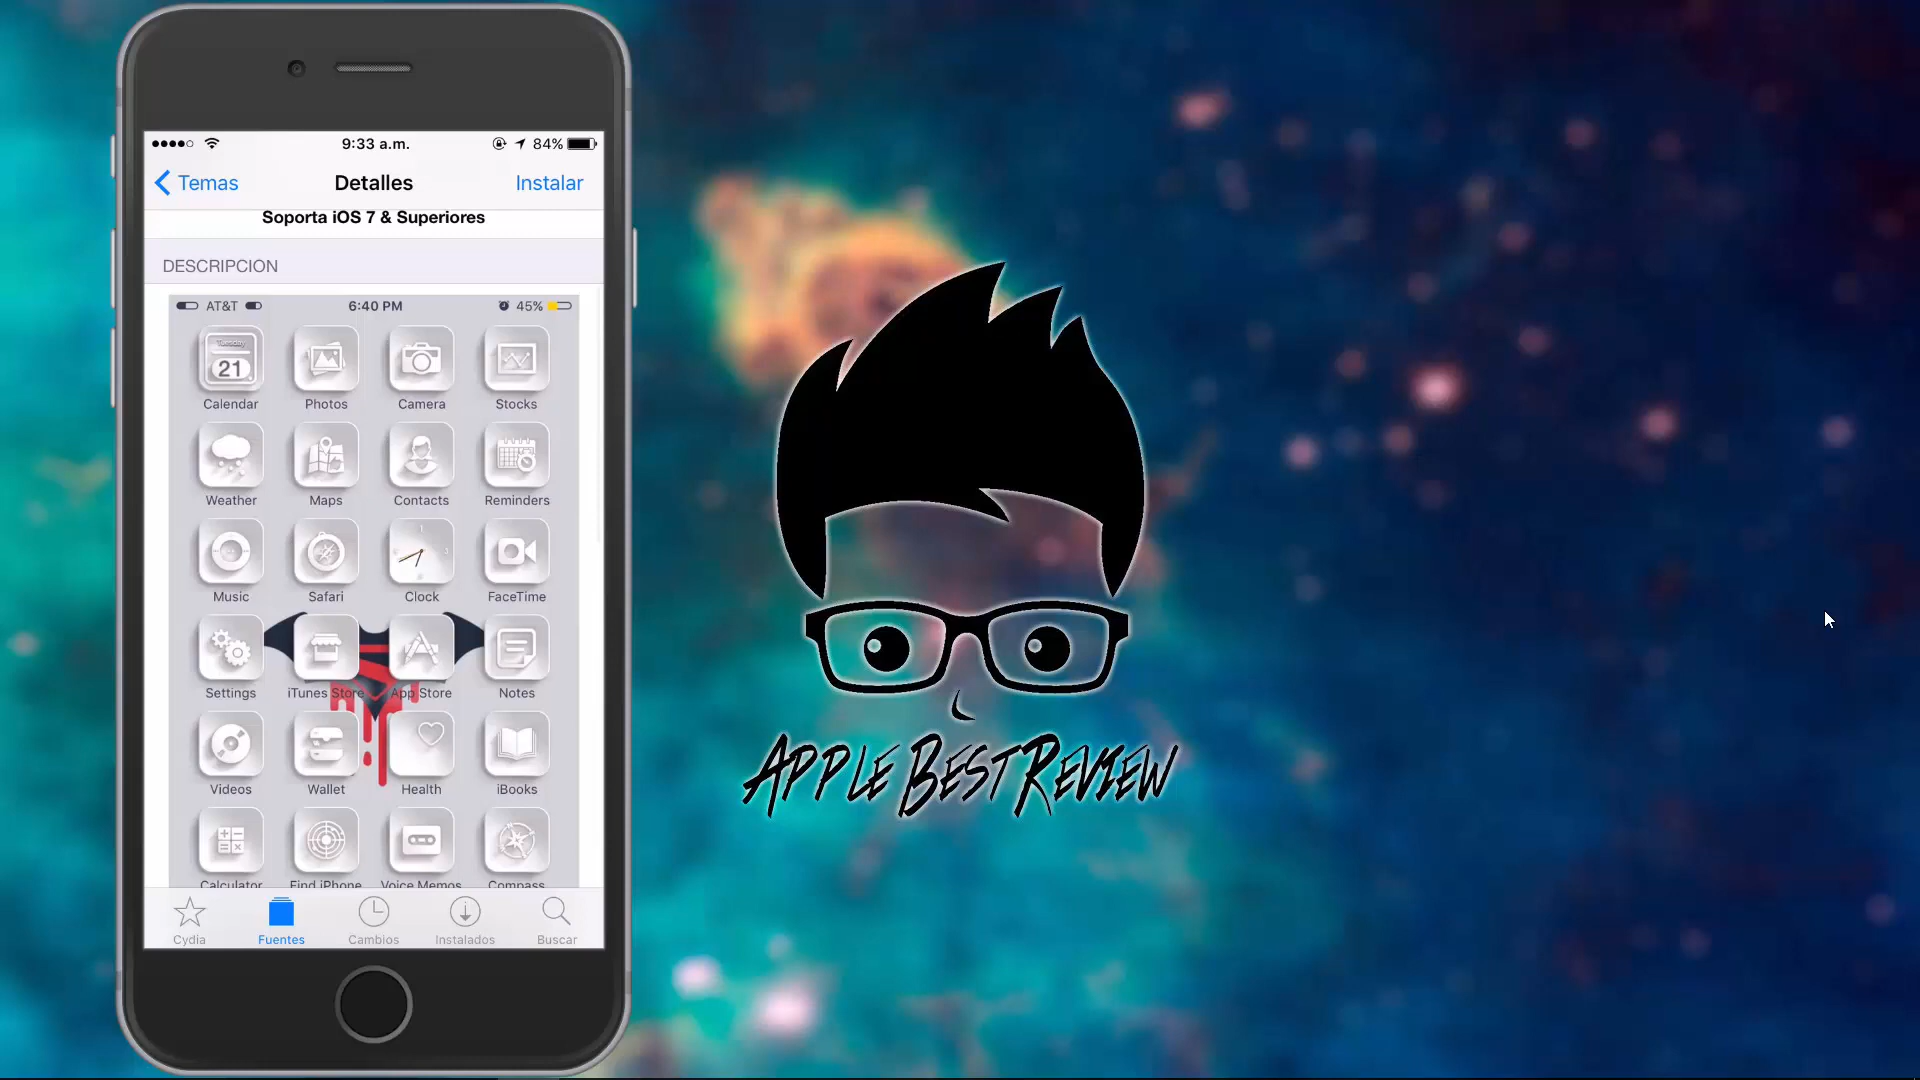 9:33 a.m.
84%
Temas
Detalles
Instalar
Soporta iOS 7 & Superiores
DESCRIPCION
AT&T
6:40 PM
45%
Tuesday
21
Calendar
Photos
Camera
Stocks
Weather
Maps
Contacts
Reminders
Music
Safari
Clock
FaceTime
Settings
iTunes Store
App Store
Notes
Videos
Wallet
Health
iBooks
Calculator
Find iPhone
Voice Memos
Compass
Cydia
Fuentes
Cambios
Instalados
Buscar
APPLE BEST REVIEW